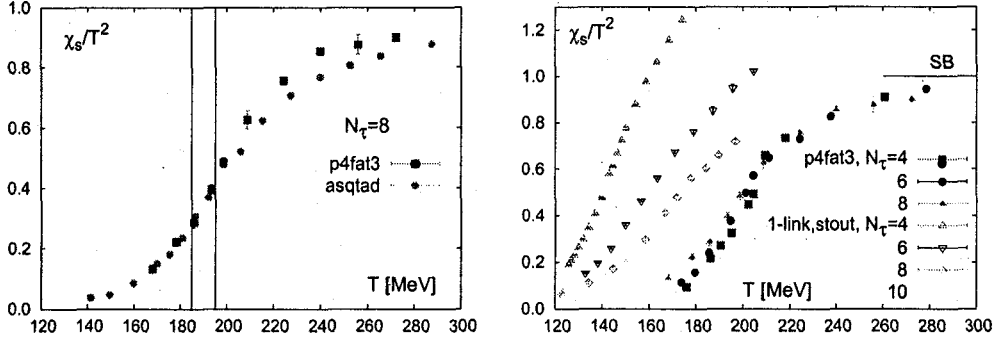 χs/T²
Nτ=8
p4fat3
asqtad
T [MeV]
0.0
0.2
0.4
0.6
0.8
1.0
120 140 160 180 200 220 240 260 280 300
χs/T²
SB
p4fat3, Nτ=4
6
8
1-link,stout, Nτ=4
6
8
10
T [MeV]
0.0
0.2
0.4
0.6
0.8
1.0
1.2
120 140 160 180 200 220 240 260 280 300